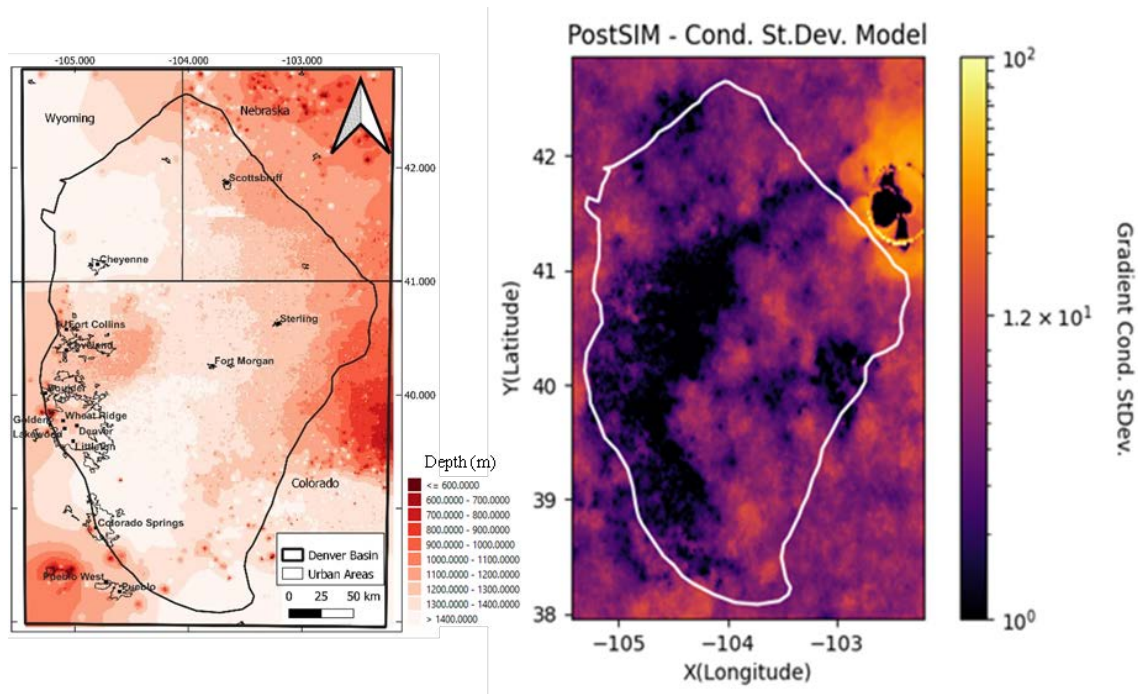 -105.000 -104.000 -103.000
Wyoming
Nebraska
42.000
Scottsbruff
Cheyenne
41.000
Fort Collins
Loveland
Sterling
Fort Morgan
Boulder
40.000
Golden
Wheat Ridge
Lakewood
Denver
Littleton
Colorado
Colorado Springs
Pueblo West
Pueblo
Denver Basin
Urban Areas
0 25 50 km
Depth (m)
<= 600.0000
600.0000 - 700.0000
700.0000 - 800.0000
800.0000 - 900.0000
900.0000 - 1000.0000
1000.0000 - 1100.0000
1100.0000 - 1200.0000
1200.0000 - 1300.0000
1300.0000 - 1400.0000
> 1400.0000
PostSIM - Cond. St.Dev. Model
Y(Latitude)
42
41
40
39
38
−105 −104 −103
X(Longitude)
10²
1.2 × 10¹
10⁰
Gradient Cond. StDev.